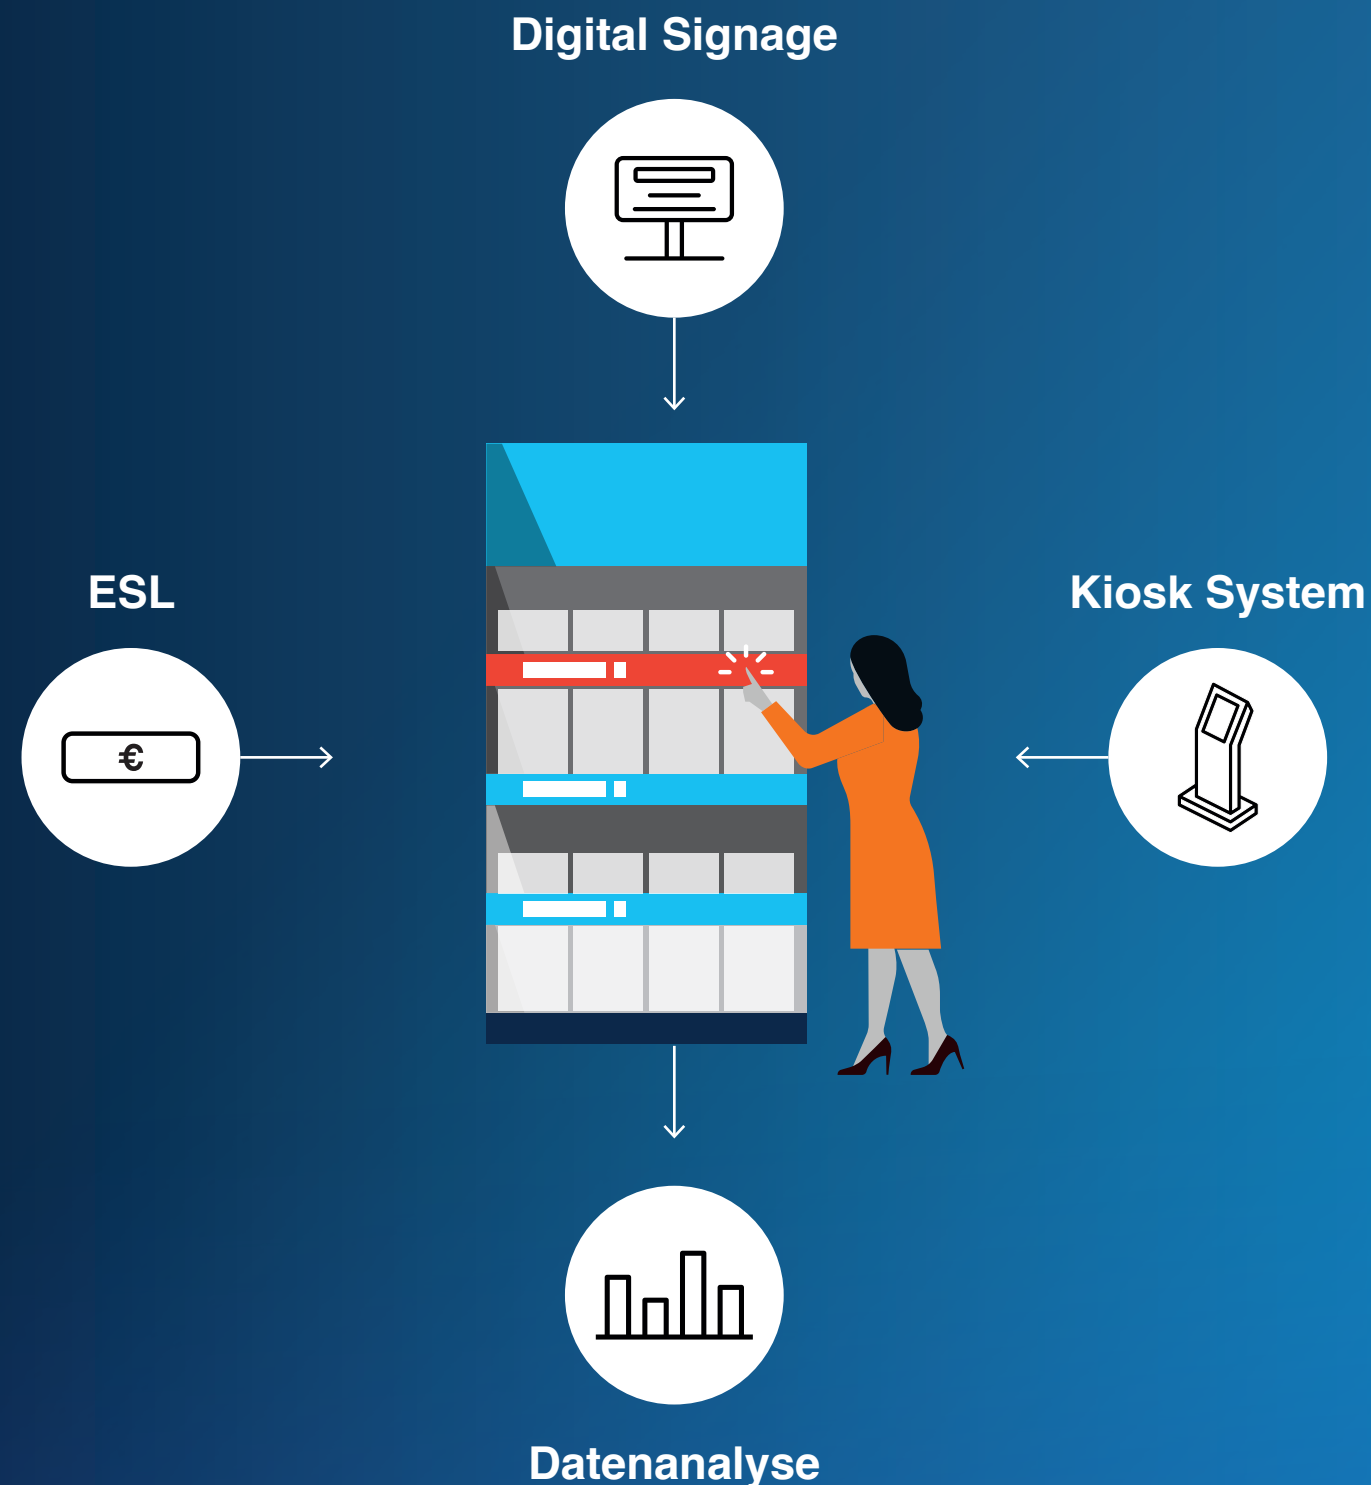 Digital Signage
ESL
Kiosk System
€
Datenanalyse